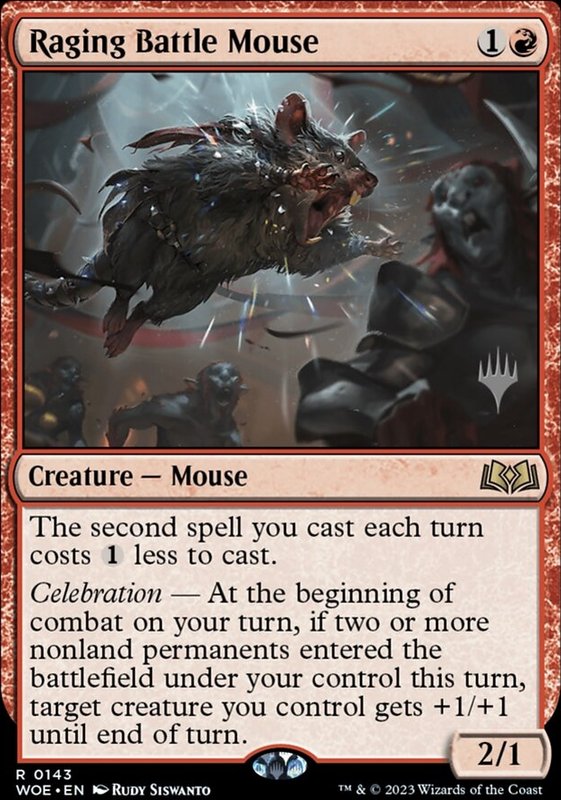 Raging Battle Mouse 1
Creature — Mouse
The second spell you cast each turn
costs 1 less to cast.
Celebration — At the beginning of
combat on your turn, if two or more
nonland permanents entered the
battlefield under your control this turn,
target creature you control gets +1/+1
until end of turn.
2/1
R 0143
WOE • EN Rudy Siswanto
™ & © 2023 Wizards of the Coast